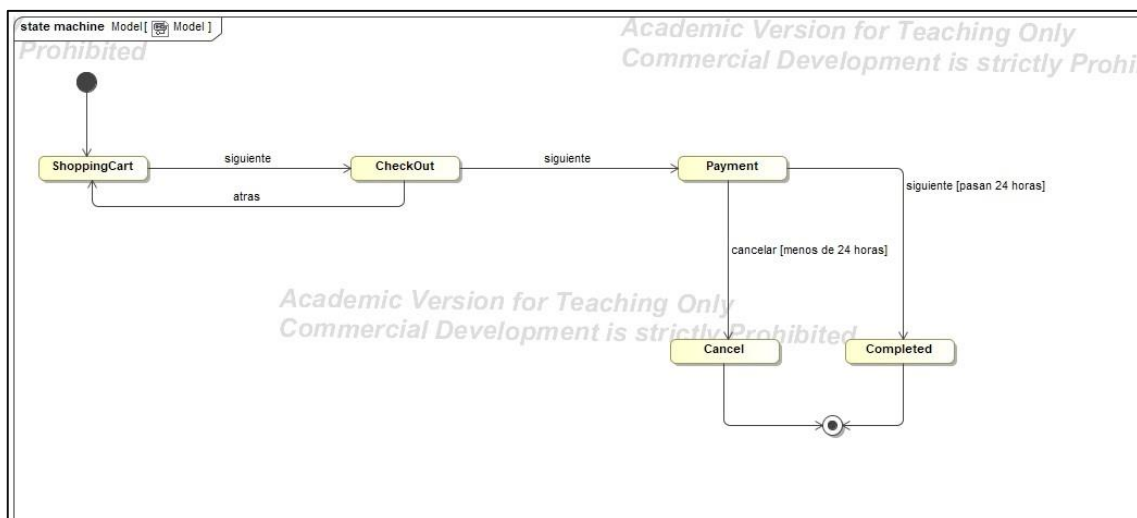 state machine Model[ Model ]
Prohibited
Academic Version for Teaching Only
Commercial Development is strictly Prohi
ShoppingCart
siguiente
CheckOut
siguiente
Payment
atras
siguiente [pasan 24 horas]
cancelar [menos de 24 horas]
Academic Version for Teaching Only
Commercial Development is strictly Prohibited
Cancel
Completed